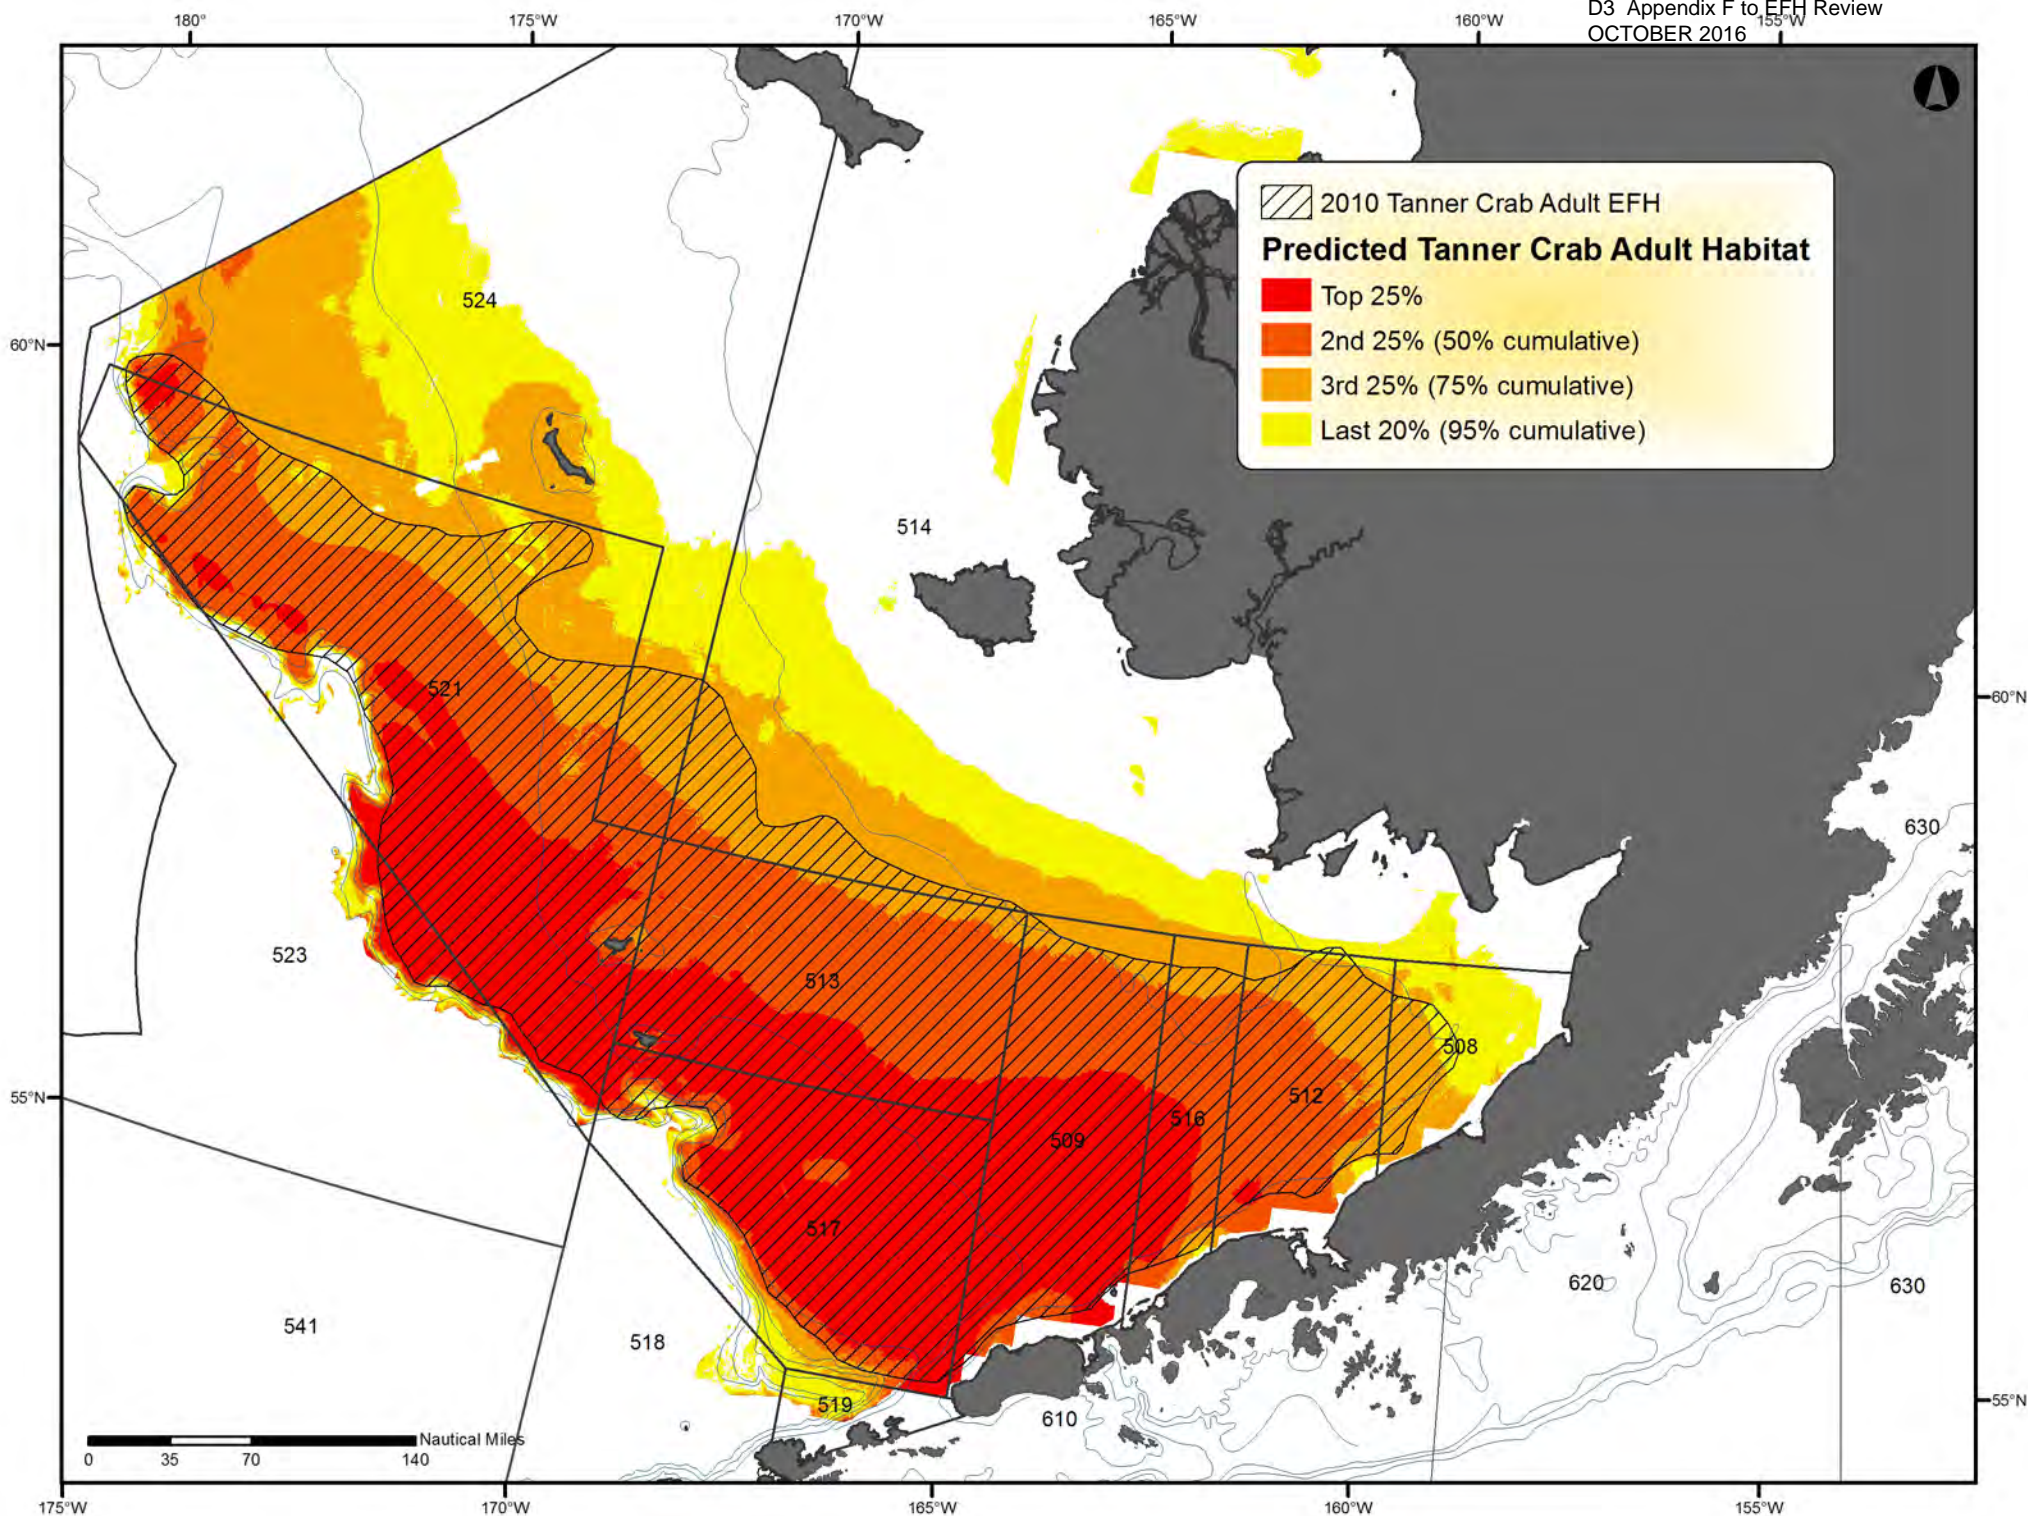 D3 Appendix F to EFH Review
OCTOBER 2016
180°
175°W
170°W
165°W
160°W
155°W
2010 Tanner Crab Adult EFH
Predicted Tanner Crab Adult Habitat
Top 25%
2nd 25% (50% cumulative)
3rd 25% (75% cumulative)
Last 20% (95% cumulative)
524
60°N
514
521
60°N
630
523
513
508
55°N
512
516
509
517
620
630
541
518
55°N
519
610
Nautical Miles
0 35 70 140
175°W
170°W
165°W
160°W
155°W